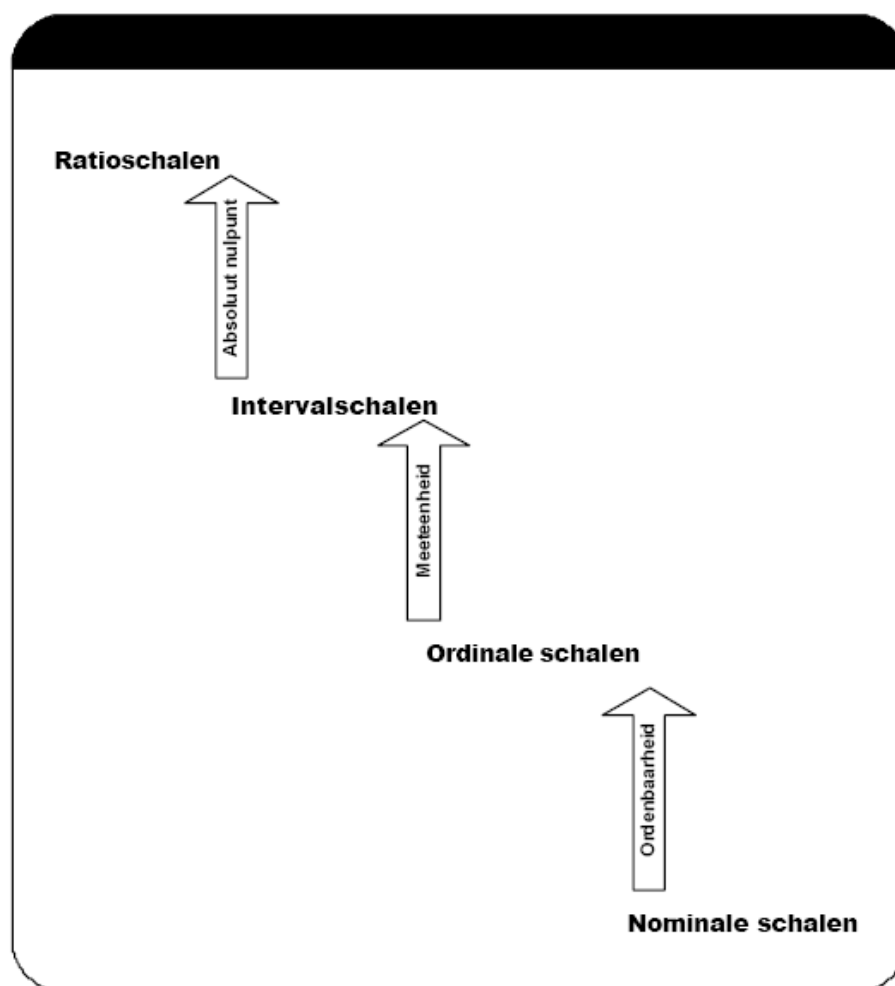 Ratioschalen
Absoluut nulpunt
Intervalschalen
Meeteenheid
Ordinale schalen
Ordenbaarheid
Nominale schalen